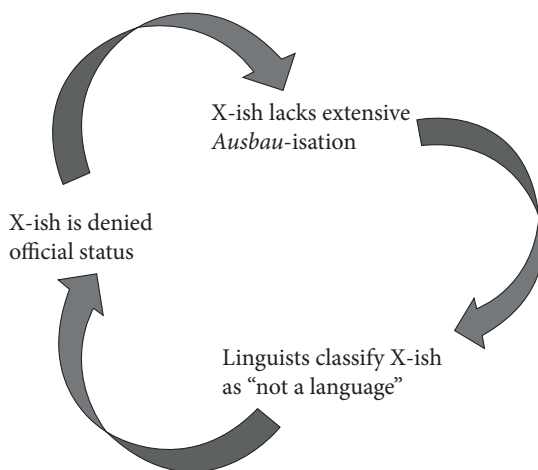 X-ish lacks extensive
Ausbau-isation
X-ish is denied
official status
Linguists classify X-ish
as “not a language”